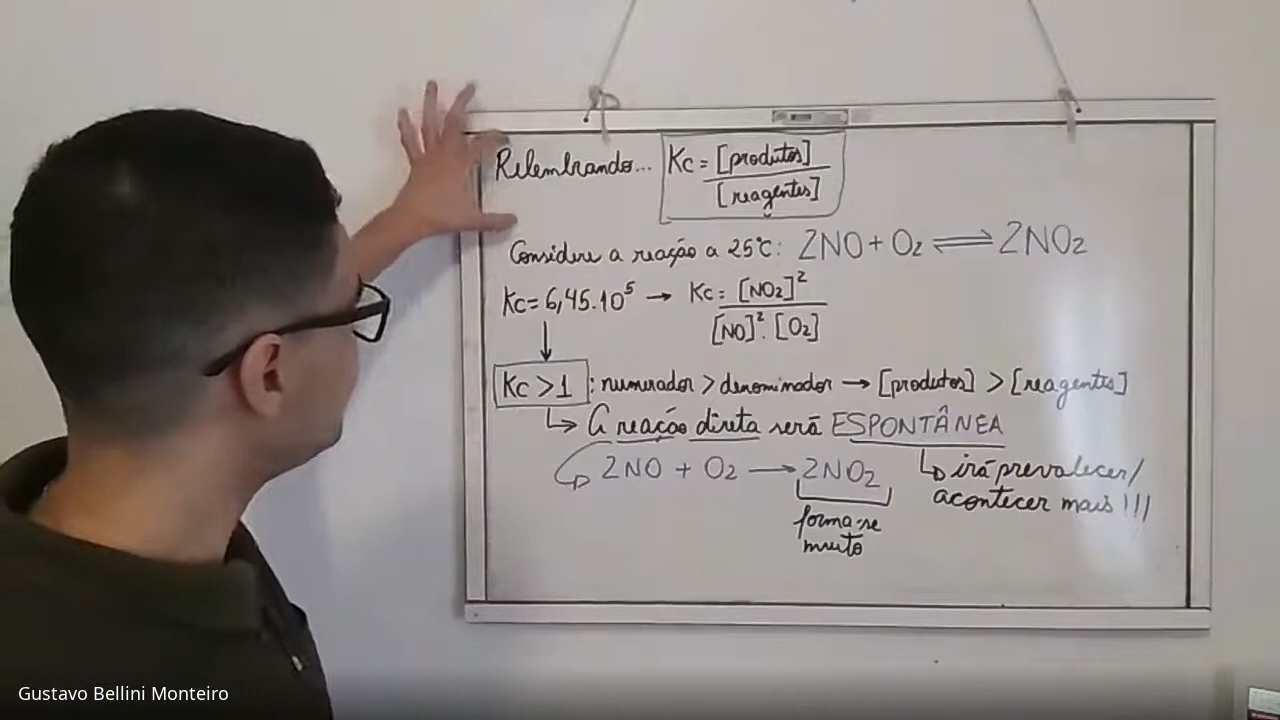 Relembrando... Kc = [produtos]
[reagentes]
Considere a reação a 25°C: 2NO + O₂ ⇌ 2NO₂
Kc = 6,45.10⁵ → Kc = [NO₂]²
[NO]². [O₂]
Kc > 1 : numerador > denominador → [produtos] > [reagentes]
↳ A reação direta será ESPONTÂNEA
2NO + O₂ → 2NO₂ ↳ irá prevalecer/
acontecer mais !!!
forma-se
muito
Gustavo Bellini Monteiro